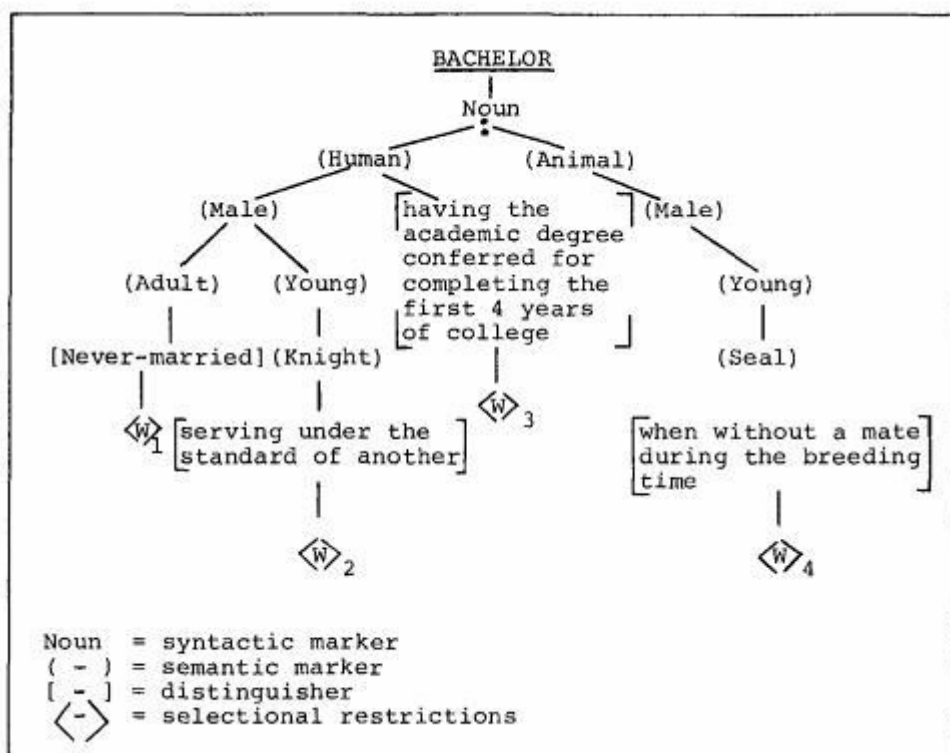 BACHELOR
Noun
(Human) (Animal)
(Male) [having the (Male)
academic degree
conferred for
(Adult) (Young) completing the (Young)
first 4 years
of college]
[Never-married] (Knight) (Seal)
<W>3
<W>1 [serving under the [when without a mate
standard of another] during the breeding
time]
<W>2 <W>4
Noun = syntactic marker
( - ) = semantic marker
[ - ] = distinguisher
<-> = selectional restrictions